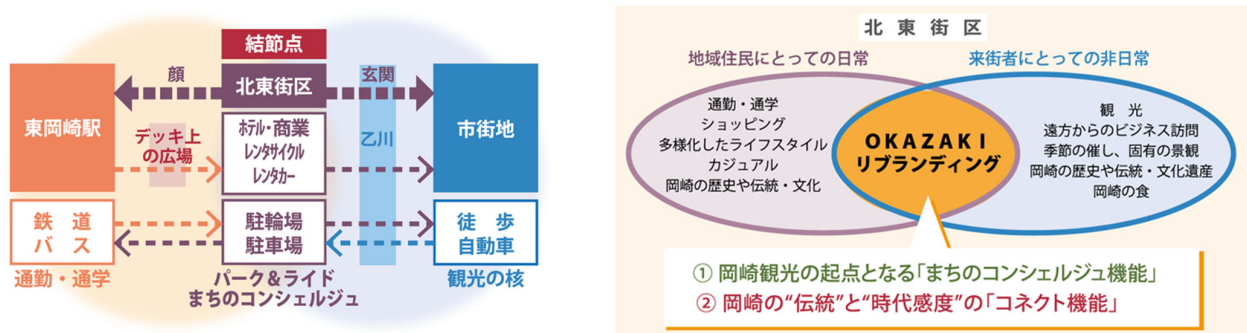 結節点
顔
北東街区
玄関
東岡崎駅
デッキ上
の広場
ホテル・商業
レンタサイクル
レンタカー
乙川
市街地
鉄 道
バ ス
駐輪場
駐車場
徒 歩
自動車
通勤・通学
パーク&ライド
まちのコンシェルジュ
観光の核
北 東 街 区
地域住民にとっての日常
来街者にとっての非日常
通勤・通学
ショッピング
多様化したライフスタイル
カジュアル
岡崎の歴史や伝統・文化
OKAZAKI
リブランディング
観 光
遠方からのビジネス訪問
季節の催し、固有の景観
岡崎の歴史や伝統・文化遺産
岡崎の食
① 岡崎観光の起点となる「まちのコンシェルジュ機能」
② 岡崎の“伝統”と“時代感度”の「コネクト機能」